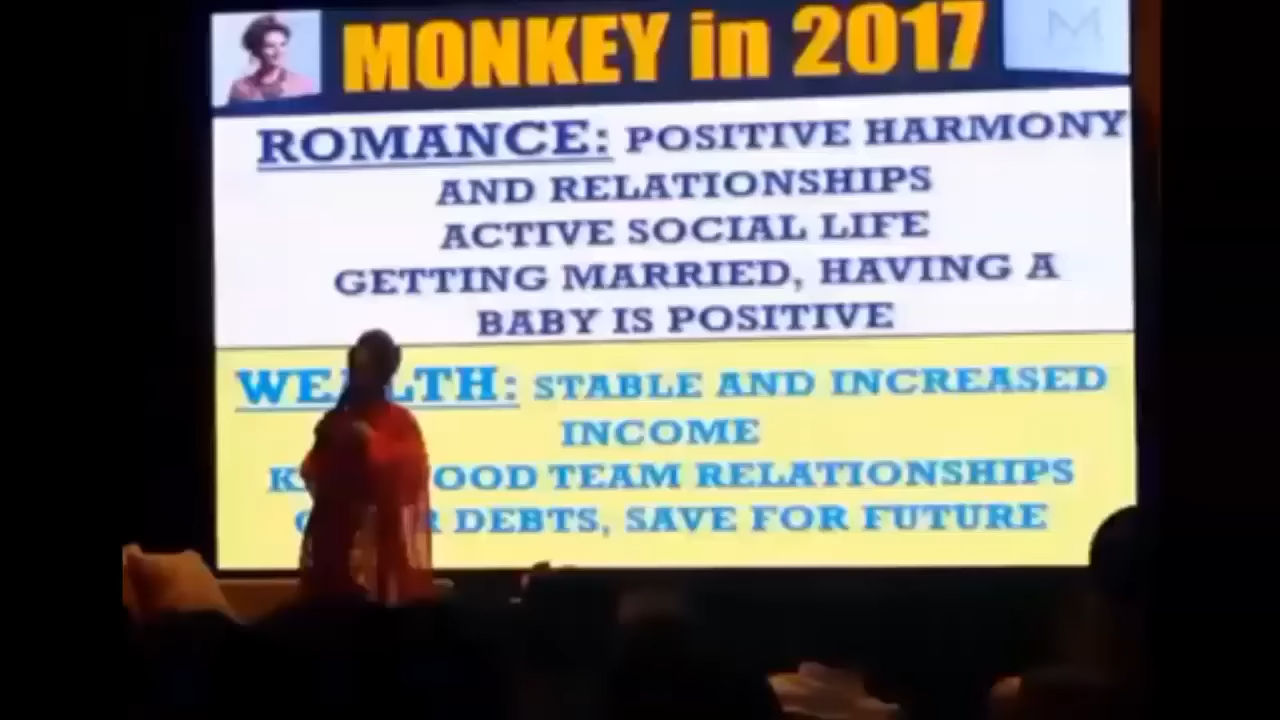 MONKEY in 2017
M
ROMANCE: POSITIVE HARMONY
AND RELATIONSHIPS
ACTIVE SOCIAL LIFE
GETTING MARRIED, HAVING A
BABY IS POSITIVE
WEALTH: STABLE AND INCREASED
INCOME
TEAM RELATIONSHIPS
DEBTS, SAVE FOR FUTURE